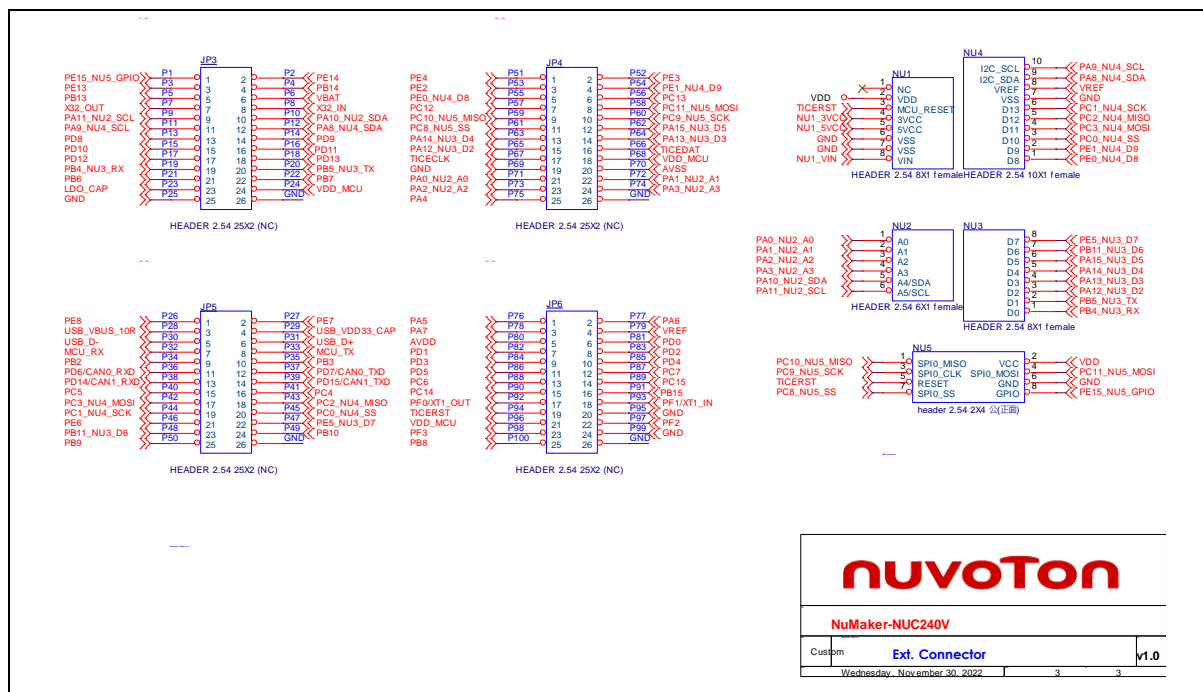 JP3
PE15_NU5_GPIO P1 1 2 P2 PE14
PE13 P3 3 4 P4 PB14
PB13 P5 5 6 P6 VBAT
X32_OUT P7 7 8 P8 X32_IN
PA11_NU2_SCL P9 9 10 P10 PA10_NU2_SDA
PA9_NU4_SCL P11 11 12 P12 PA8_NU4_SDA
PD8 P13 13 14 P14 PD9
PD10 P15 15 16 P16 PD11
PD12 P17 17 18 P18 PD13
PB4_NU3_RX P19 19 20 P20 PB5_NU3_TX
PB6 P21 21 22 P22 PB7
LDO_CAP P23 23 24 P24 VDD_MCU
GND P25 25 26 GND
HEADER 2.54 25X2 (NC)
JP4
PE4 P51 1 2 P52 PE3
PE2 P53 3 4 P54 PE1_NU4_D9
PE0_NU4_D8 P55 5 6 P56 PC13
PC12 P57 7 8 P58 PC11_NU5_MOSI
PC10_NU5_MISO P59 9 10 P60 PC9_NU5_SCK
PC8_NU5_SS P61 11 12 P62 PA15_NU3_D5
PA14_NU3_D4 P63 13 14 P64 PA13_NU3_D3
PA12_NU3_D2 P65 15 16 P66 TICEDAT
TICECLK P67 17 18 P68 VDD_MCU
GND P69 19 20 P70 AVSS
PA0_NU2_A0 P71 21 22 P72 PA1_NU2_A1
PA2_NU2_A2 P73 23 24 P74 PA3_NU2_A3
PA4 P75 25 26 GND
HEADER 2.54 25X2 (NC)
NU1
1 NC
VDD 2 VDD
TICERST 3 MCU_RESET
NU1_3VCC 4 3VCC
NU1_5VCC 5 5VCC
GND 6 VSS
GND 7 VSS
NU1_VIN 8 VIN
HEADER 2.54 8X1 female
NU4
I2C_SCL 10 PA9_NU4_SCL
I2C_SDA 9 PA8_NU4_SDA
VREF 8 VREF
VSS 7 GND
D13 6 PC1_NU4_SCK
D12 5 PC2_NU4_MISO
D11 4 PC3_NU4_MOSI
D10 3 PC0_NU4_SS
D9 2 PE1_NU4_D9
D8 1 PE0_NU4_D8
HEADER 2.54 10X1 female
NU2
PA0_NU2_A0 1 A0
PA1_NU2_A1 2 A1
PA2_NU2_A2 3 A2
PA3_NU2_A3 4 A3
PA10_NU2_SDA 5 A4/SDA
PA11_NU2_SCL 6 A5/SCL
HEADER 2.54 6X1 female
NU3
D7 8 PE5_NU3_D7
D6 7 PB11_NU3_D6
D5 6 PA15_NU3_D5
D4 5 PA14_NU3_D4
D3 4 PA13_NU3_D3
D2 3 PA12_NU3_D2
D1 2 PB5_NU3_TX
D0 1 PB4_NU3_RX
HEADER 2.54 8X1 female
JP5
PE8 P26 1 2 P27 PE7
USB_VBUS_10R P28 3 4 P29 USB_VDD33_CAP
USB_D- P30 5 6 P31 USB_D+
MCU_RX P32 7 8 P33 MCU_TX
PB2 P34 9 10 P35 PB3
PD6/CAN0_RXD P36 11 12 P37 PD7/CAN0_TXD
PD14/CAN1_RXD P38 13 14 P39 PD15/CAN1_TXD
PC5 P40 15 16 P41 PC4
PC3_NU4_MOSI P42 17 18 P43 PC2_NU4_MISO
PC1_NU4_SCK P44 19 20 P45 PC0_NU4_SS
PE6 P46 21 22 P47 PE5_NU3_D7
PB11_NU3_D6 P48 23 24 P49 PB10
PB9 P50 25 26 GND
HEADER 2.54 25X2 (NC)
JP6
PA5 P76 1 2 P77 PA6
PA7 P78 3 4 P79 VREF
AVDD P80 5 6 P81 PD0
PD1 P82 7 8 P83 PD2
PD3 P84 9 10 P85 PD4
PD5 P86 11 12 P87 PC7
PC6 P88 13 14 P89 PC15
PC14 P90 15 16 P91 PB15
PF0/XT1_OUT P92 17 18 P93 PF1/XT1_IN
TICERST P94 19 20 P95 GND
VDD_MCU P96 21 22 P97 PF2
PF3 P98 23 24 P99 GND
PB8 P100 25 26 GND
HEADER 2.54 25X2 (NC)
NU5
PC10_NU5_MISO 1 SPI0_MISO VCC 2 VDD
PC9_NU5_SCK 3 SPI0_CLK SPI0_MOSI 4 PC11_NU5_MOSI
TICERST 5 RESET GND 6 GND
PC8_NU5_SS 7 SPI0_SS GPIO 8 PE15_NU5_GPIO
header 2.54 2X4 公(正面)
nuvoTon
NuMaker-NUC240V
Custom Ext. Connector v1.0
Wednesday, November 30, 2022 3 3